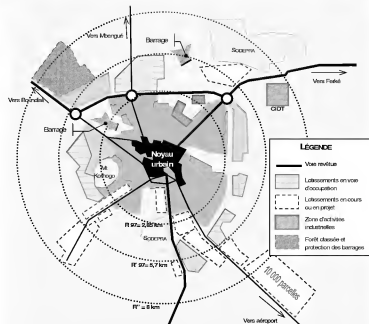 Vers Mbengué
Barrage
SODEPRA
Vers Ferké
Vers Boundiali
CIDT
Barrage
Noyau
urbain
Mt
Korhogo
LÉGENDE
Voie revêtue
Lotissements en voie
d'occupation
Lotissements en cours
ou en projet
Zone d'activités
industrielles
Forêt classée et
protection des barrages
R 97= 2,85 km
SODEPRA
R' 97= 5,7 km
10 000 parcelles
R'' = 8 km
Vers aéroport